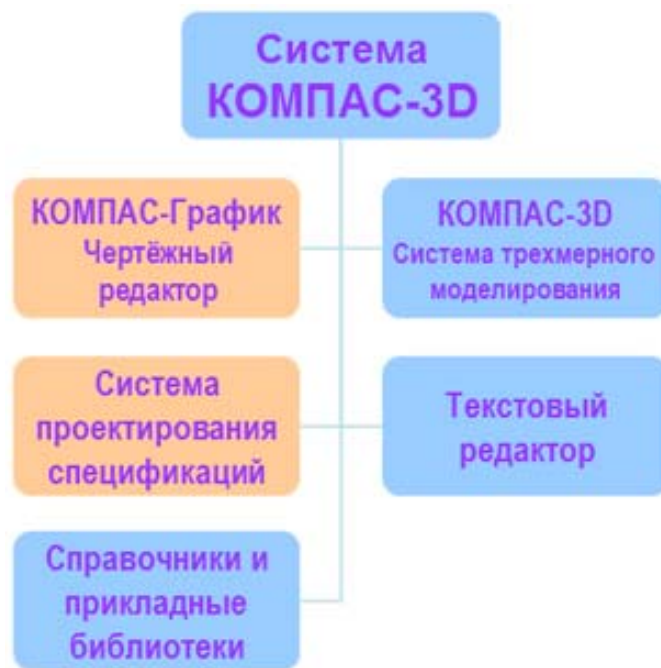 Система
КОМПАС-3D
КОМПАС-График
Чертёжный
редактор
КОМПАС-3D
Система трехмерного
моделирования
Система
проектирования
спецификаций
Текстовый
редактор
Справочники и
прикладные
библиотеки